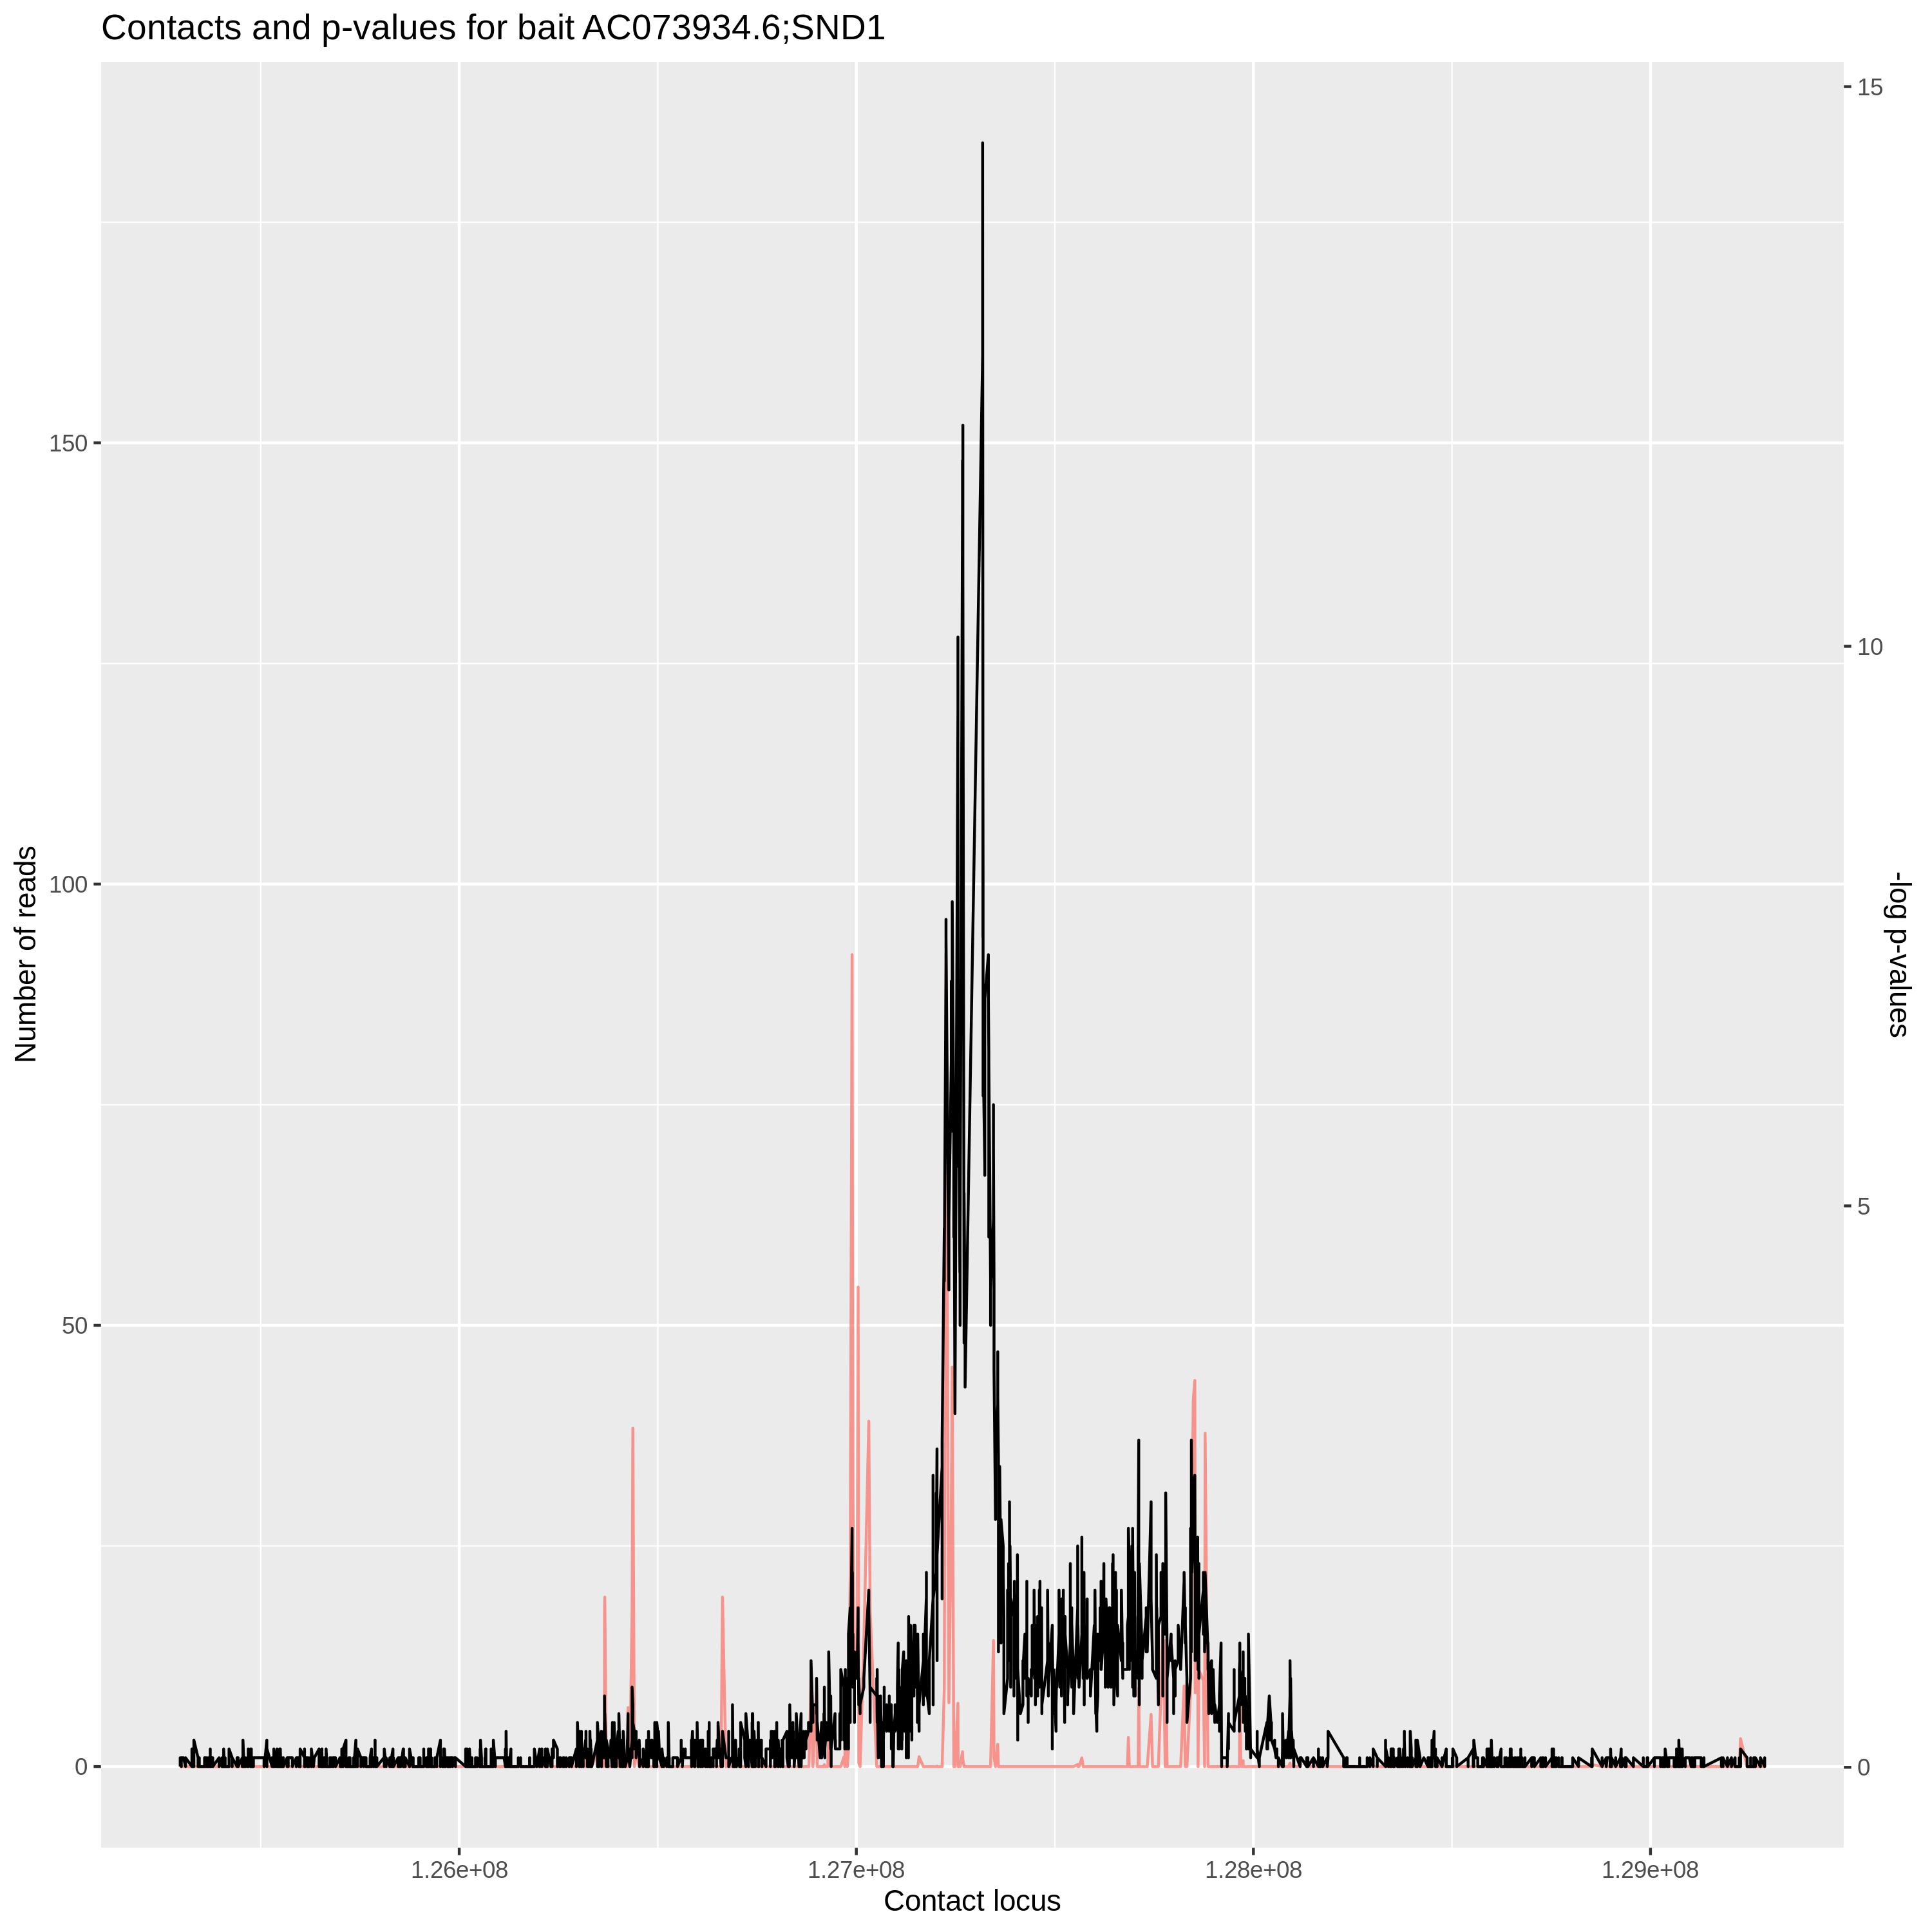 Contacts and p-values for bait AC073934.6;SND1
15
150
10
100
Number of reads
-log p-values
5
50
0
0
1.26e+08
1.27e+08
1.28e+08
1.29e+08
Contact locus